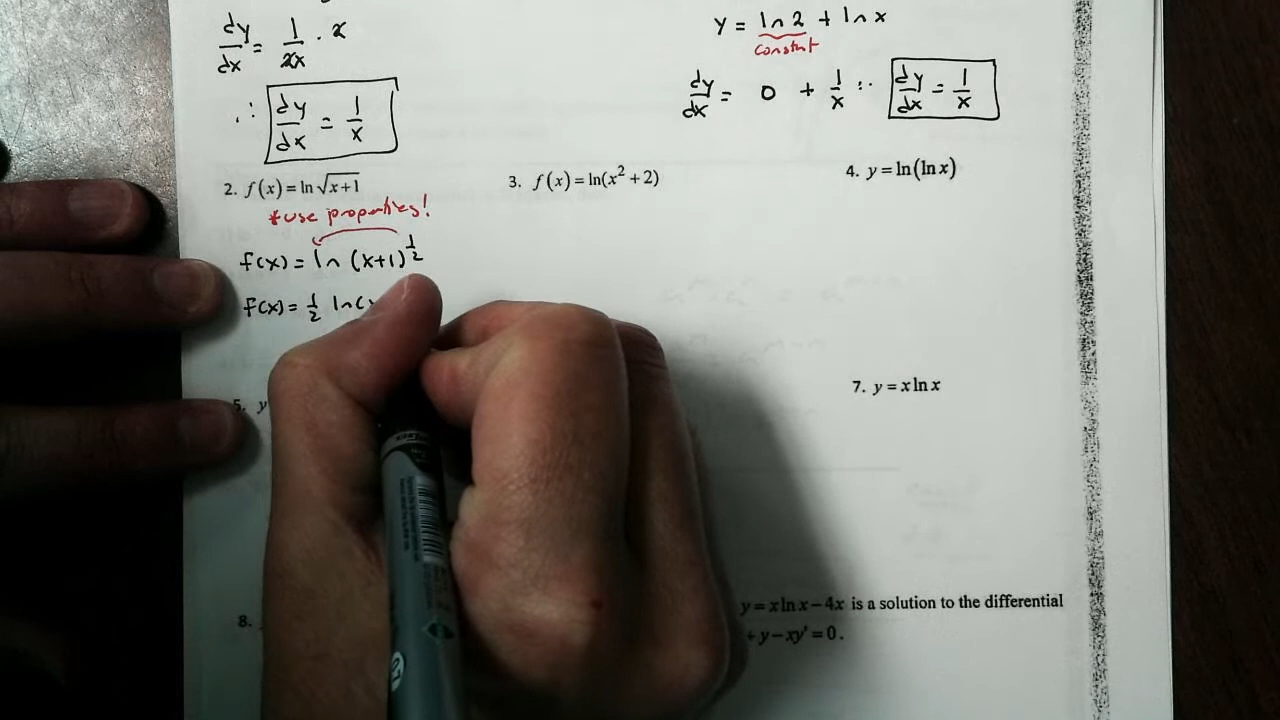 dy/dx = 1/2x · 2
∴ dy/dx = 1/x
y = ln 2 + ln x
constant
dy/dx = 0 + 1/x ∴ dy/dx = 1/x
2. f(x) = ln √x+1
*use properties!
f(x) = ln (x+1)^1/2
f(x) = 1/2 ln(x
3. f(x) = ln(x² + 2)
4. y = ln(ln x)
5. y
7. y = x ln x
8.
y = x ln x − 4x is a solution to the differential
+ y − xy′ = 0.